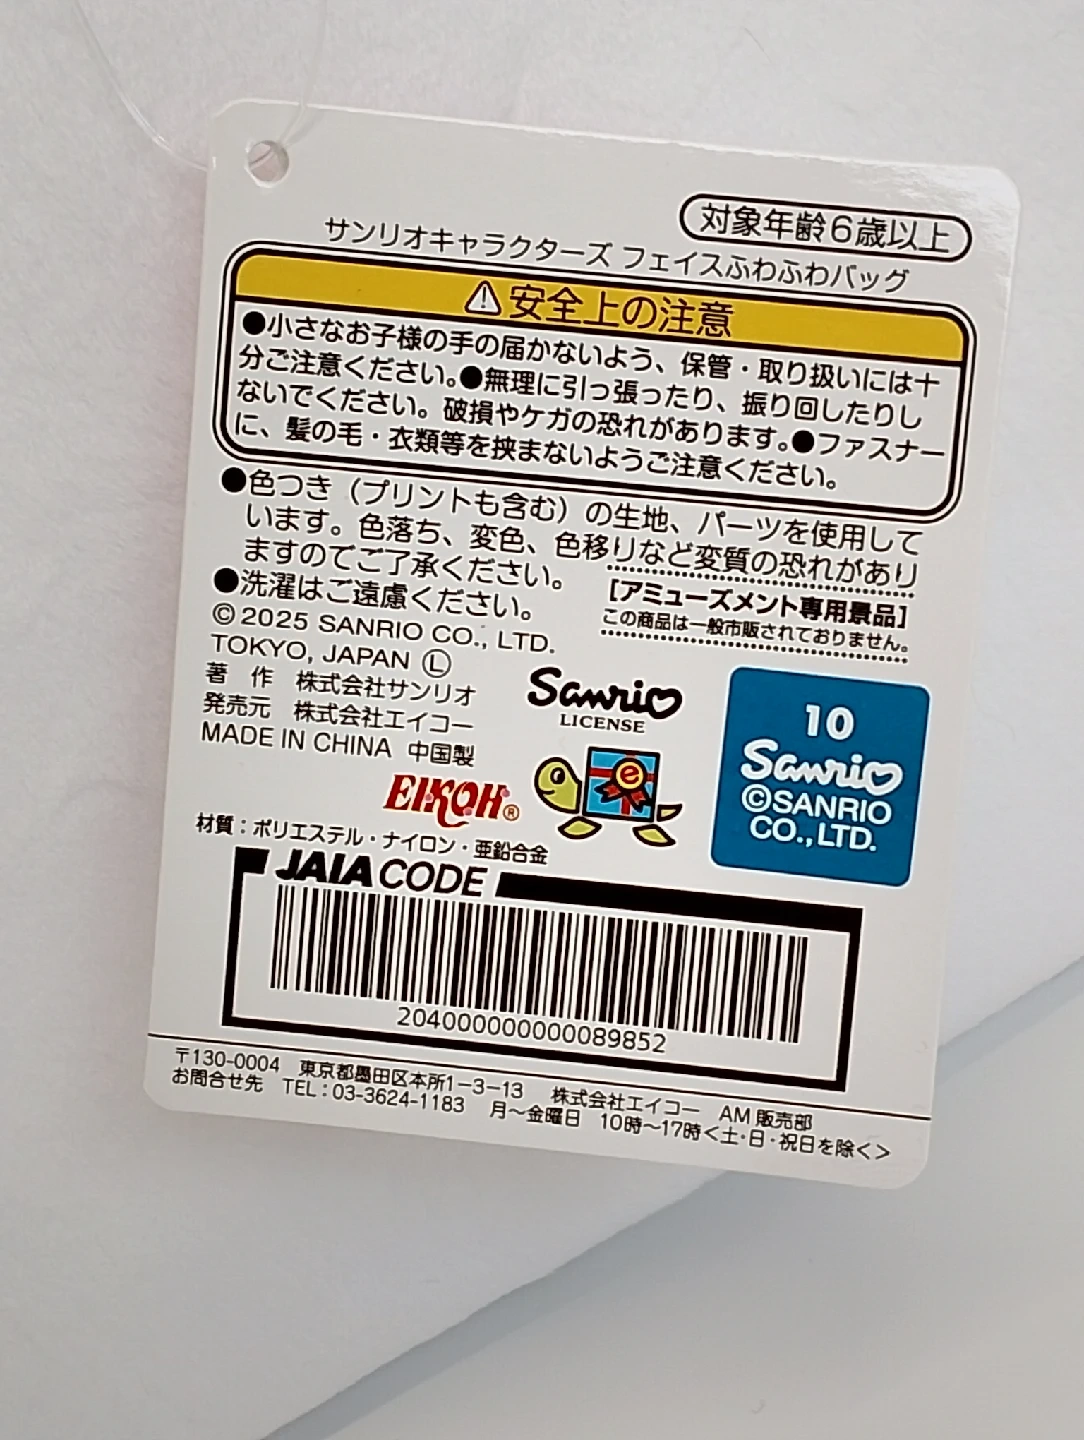 対象年齢6歳以上
サンリオキャラクターズ フェイスふわふわバッグ
安全上の注意
●小さなお子様の手の届かないよう、保管・取り扱いには十
分ご注意ください。●無理に引っ張ったり、振り回したりし
ないでください。破損やケガの恐れがあります。●ファスナー
に、髪の毛・衣類等を挟まないようご注意ください。
●色つき（プリントも含む）の生地、パーツを使用して
います。色落ち、変色、色移りなど変質の恐れがあり
ますのでご了承ください。
●洗濯はご遠慮ください。
[アミューズメント専用景品]
この商品は一般市販されておりません。
© 2025 SANRIO CO., LTD.
TOKYO, JAPAN Ⓛ
著 作 株式会社サンリオ
発売元 株式会社エイコー
MADE IN CHINA 中国製
Sanrio
LICENSE
EIKOH®
e
10
Sanrio
©SANRIO
CO., LTD.
材質：ポリエステル・ナイロン・亜鉛合金
JAIA CODE
2040000000000089852
〒130-0004 東京都墨田区本所1-3-13 株式会社エイコー AM販売部
お問合せ先 TEL：03-3624-1183 月〜金曜日 10時〜17時<土・日・祝日を除く>